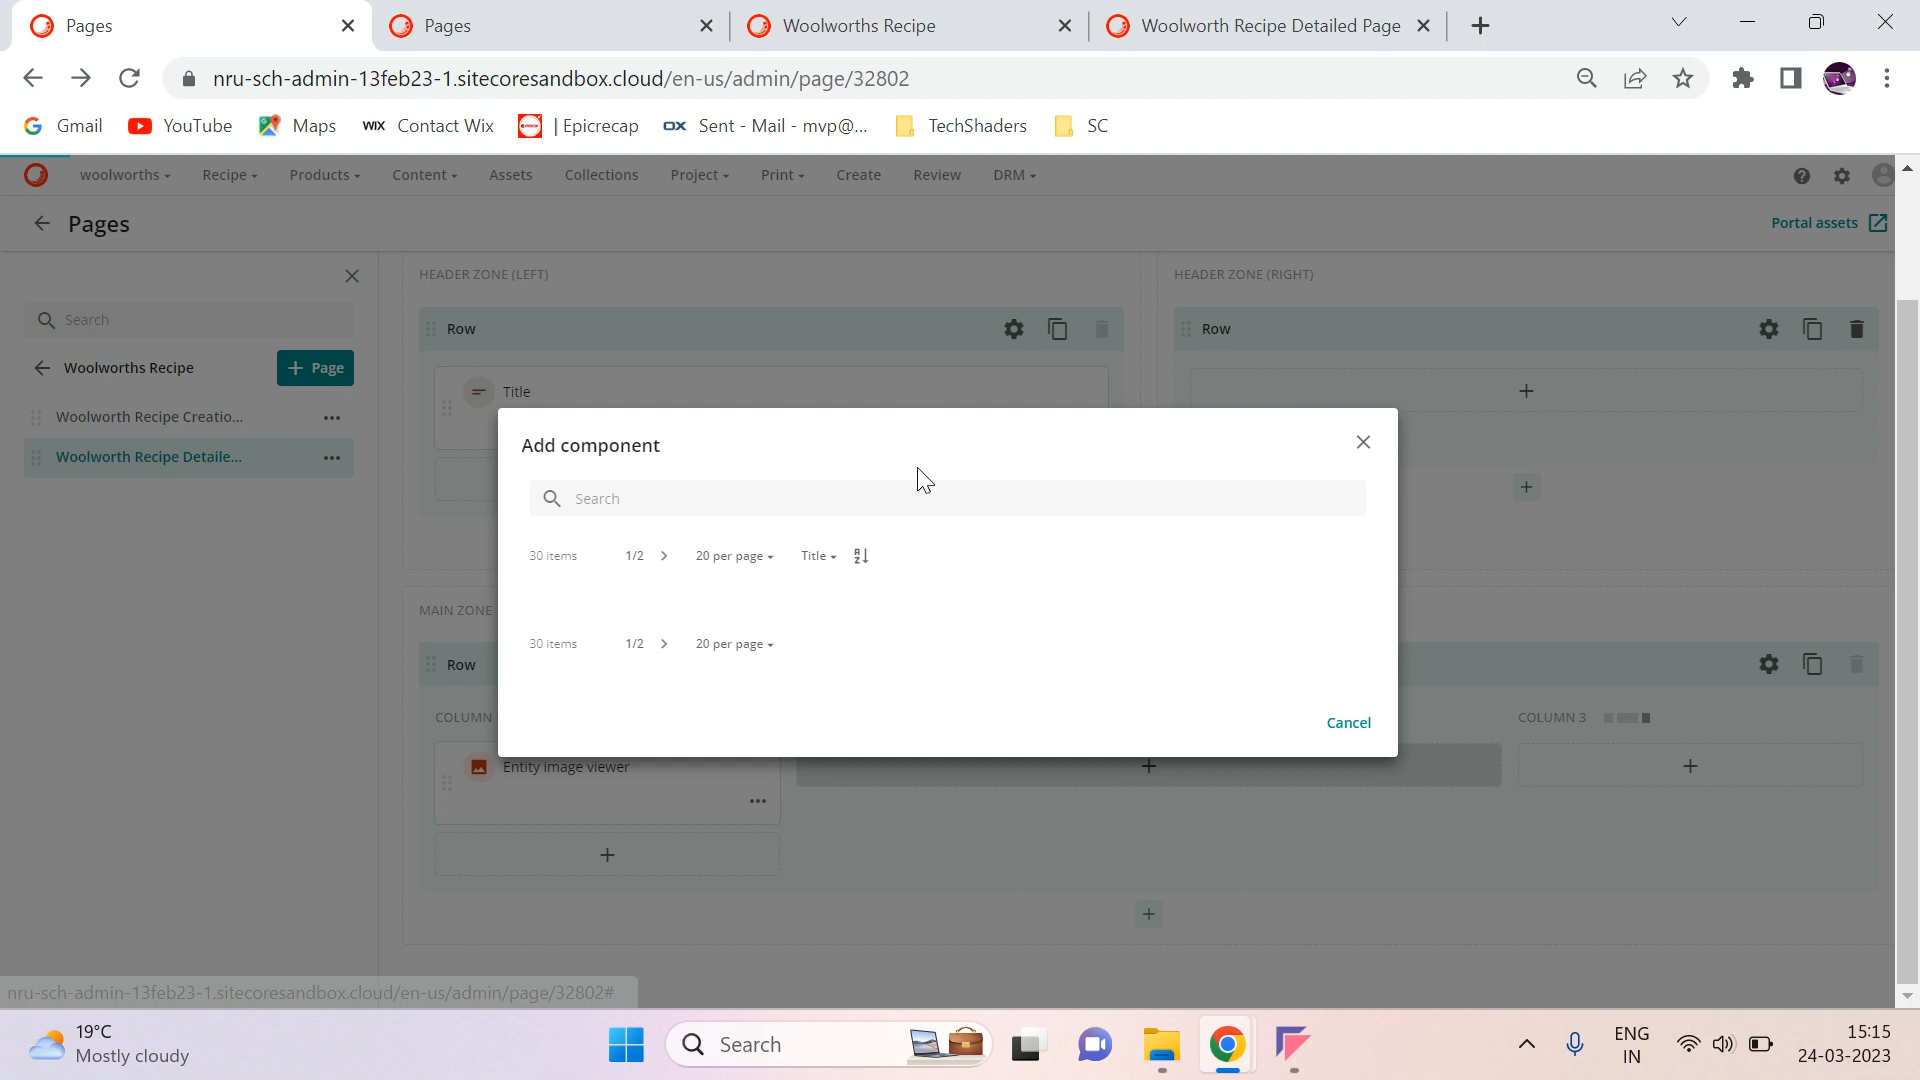 Pages
Pages
Woolworths Recipe
Woolworth Recipe Detailed Page
nru-sch-admin-13feb23-1.sitecoresandbox.cloud/en-us/admin/page/32802
Gmail
YouTube
Maps
WIX Contact Wix
| Epicrecap
OX Sent - Mail - mvp@...
TechShaders
SC
woolworths
Recipe
Products
Content
Assets
Collections
Project
Print
Create
Review
DRM
Pages
Portal assets
HEADER ZONE (LEFT)
HEADER ZONE (RIGHT)
Search
Row
Row
Woolworths Recipe
+ Page
Title
Woolworth Recipe Creatio...
Woolworth Recipe Detaile...
Add component
Search
30 items 1/2 > 20 per page Title
30 items 1/2 > 20 per page
Cancel
MAIN ZONE
Row
COLUMN
COLUMN 3
Entity image viewer
nru-sch-admin-13feb23-1.sitecoresandbox.cloud/en-us/admin/page/32802#
19°C
Mostly cloudy
Search
ENG
IN
15:15
24-03-2023